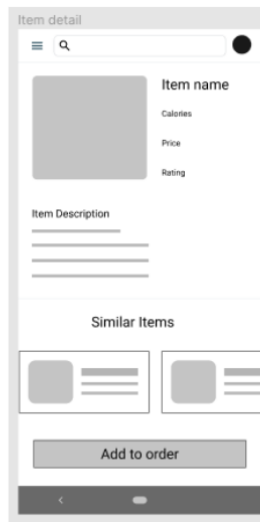 Item detail
Item name
Calories
Price
Rating
Item Description
Similar Items
Add to order